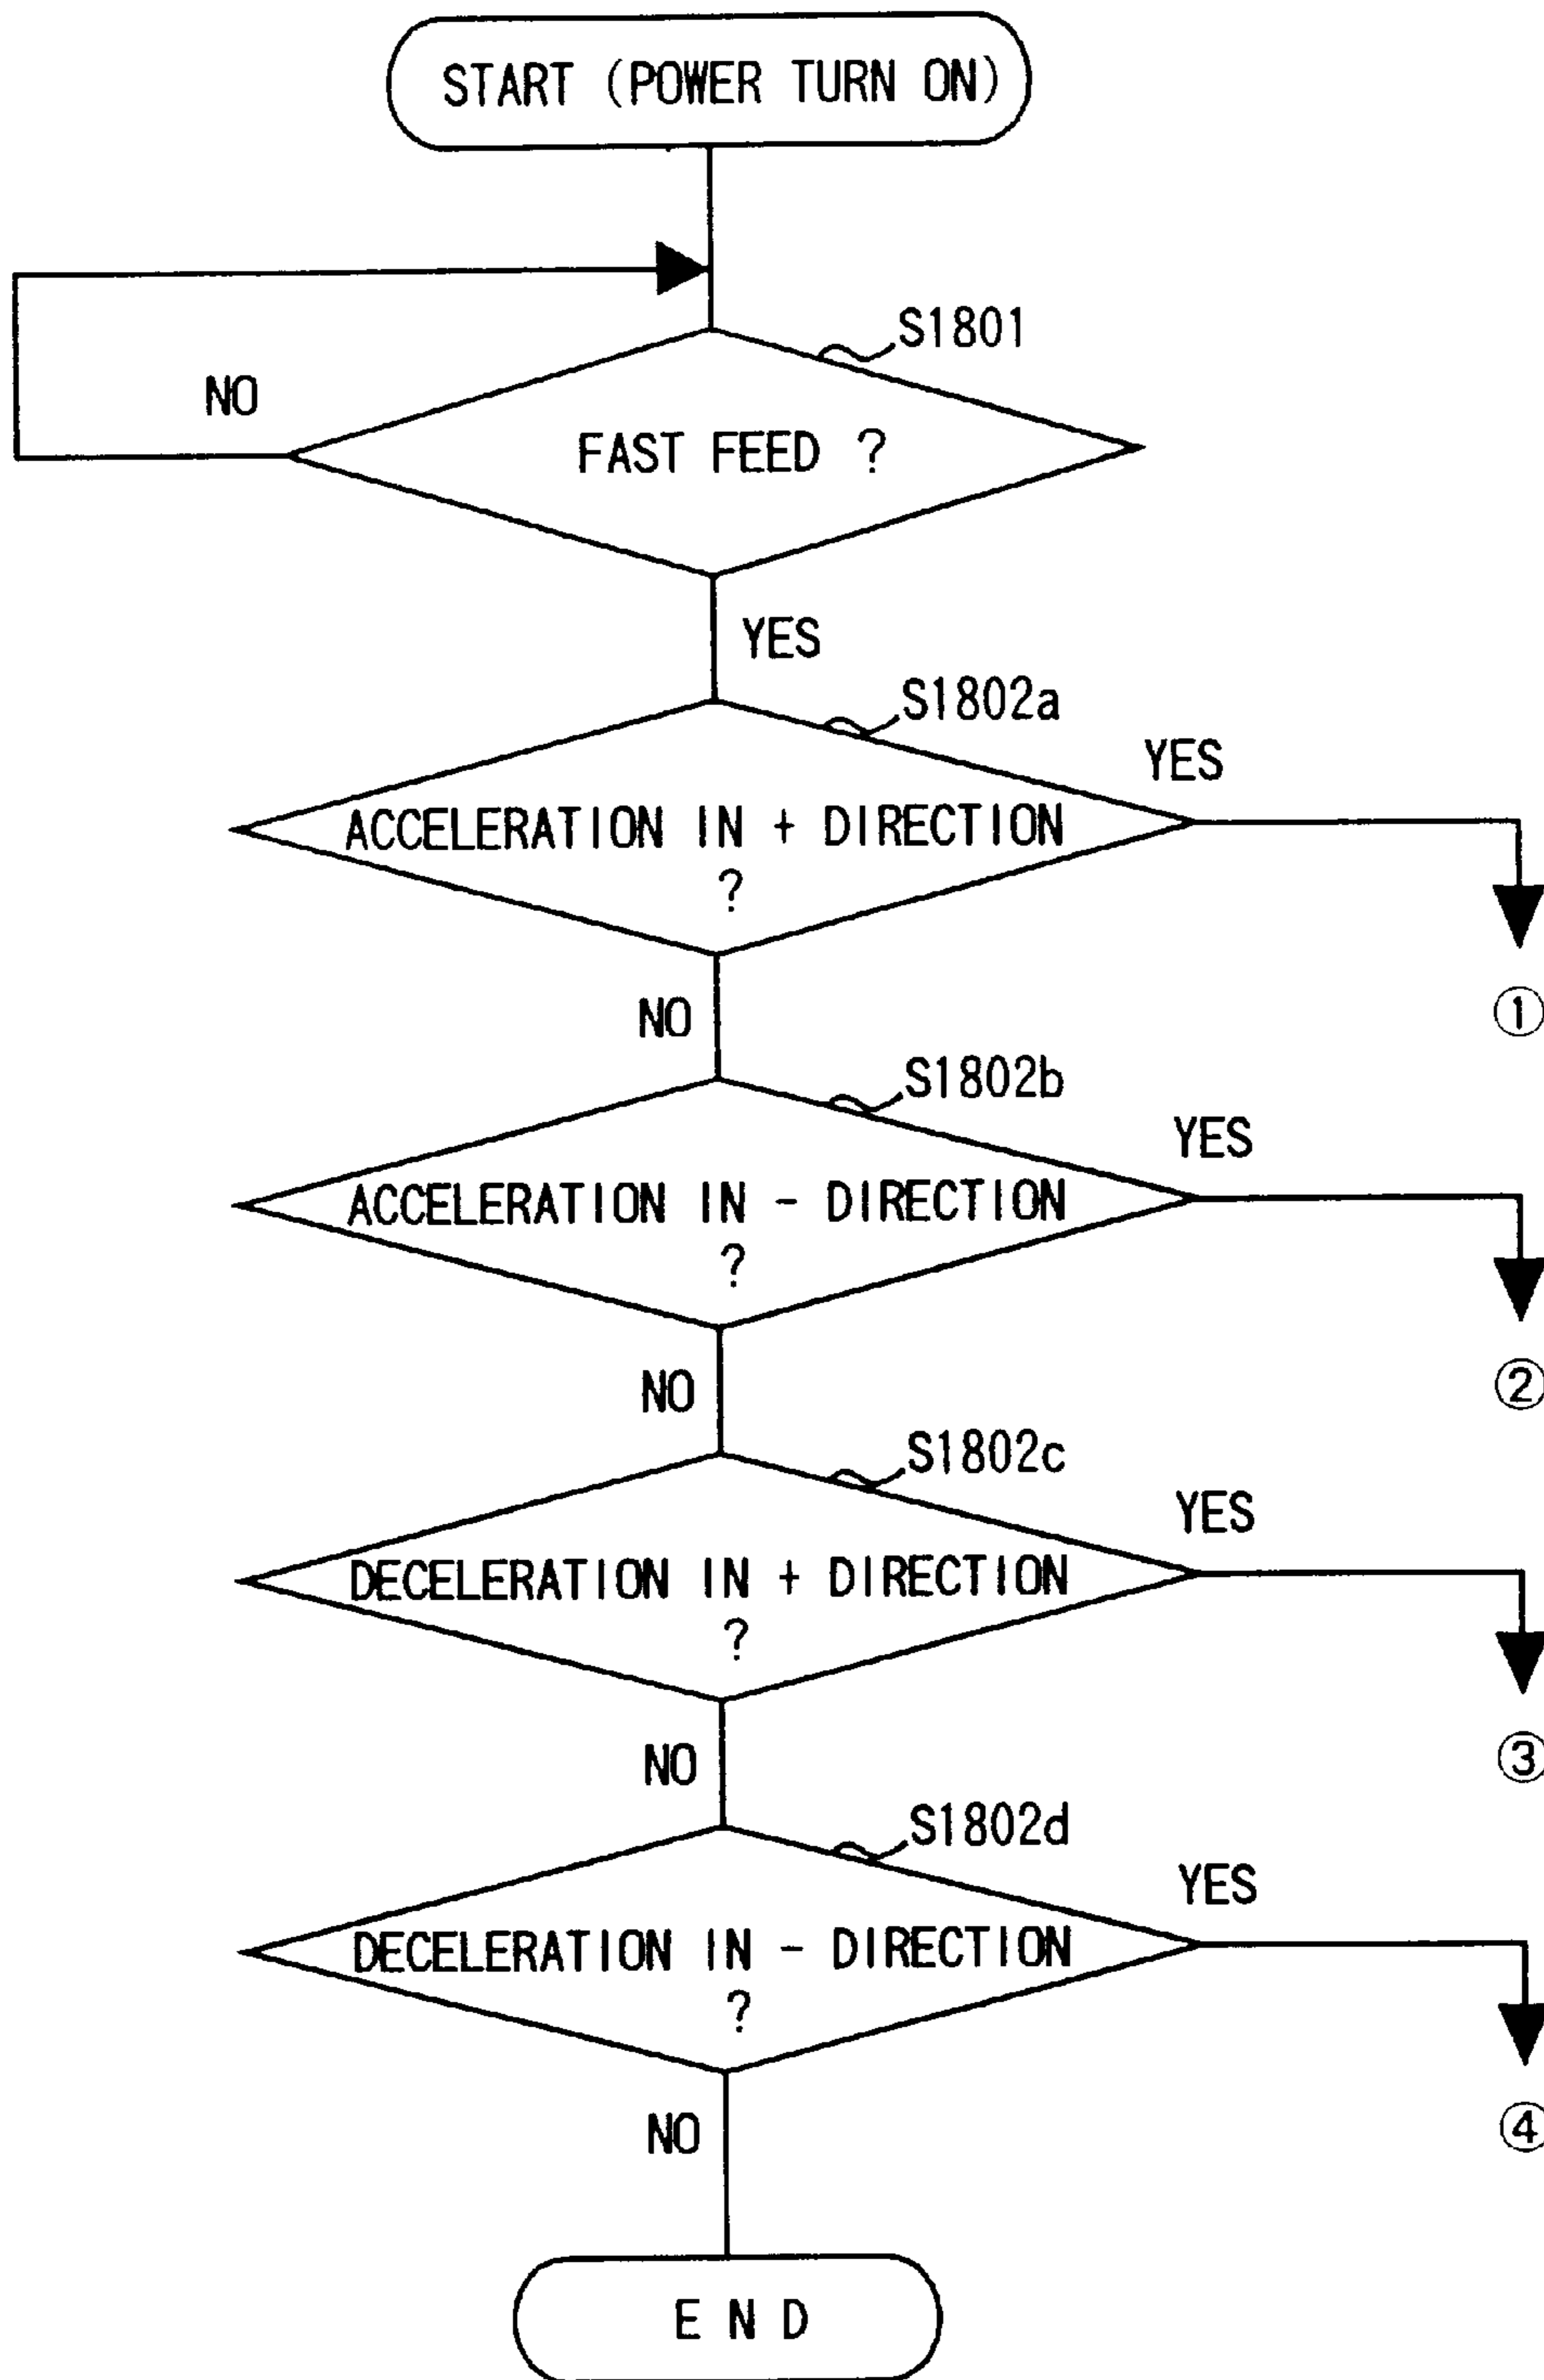 START (POWER TURN ON)
S1801
NO
FAST FEED ?
YES
S1802a
YES
ACCELERATION IN + DIRECTION
?
①
NO
S1802b
YES
ACCELERATION IN - DIRECTION
?
②
NO
S1802c
YES
DECELERATION IN + DIRECTION
?
③
NO
S1802d
YES
DECELERATION IN - DIRECTION
?
④
NO
E N D